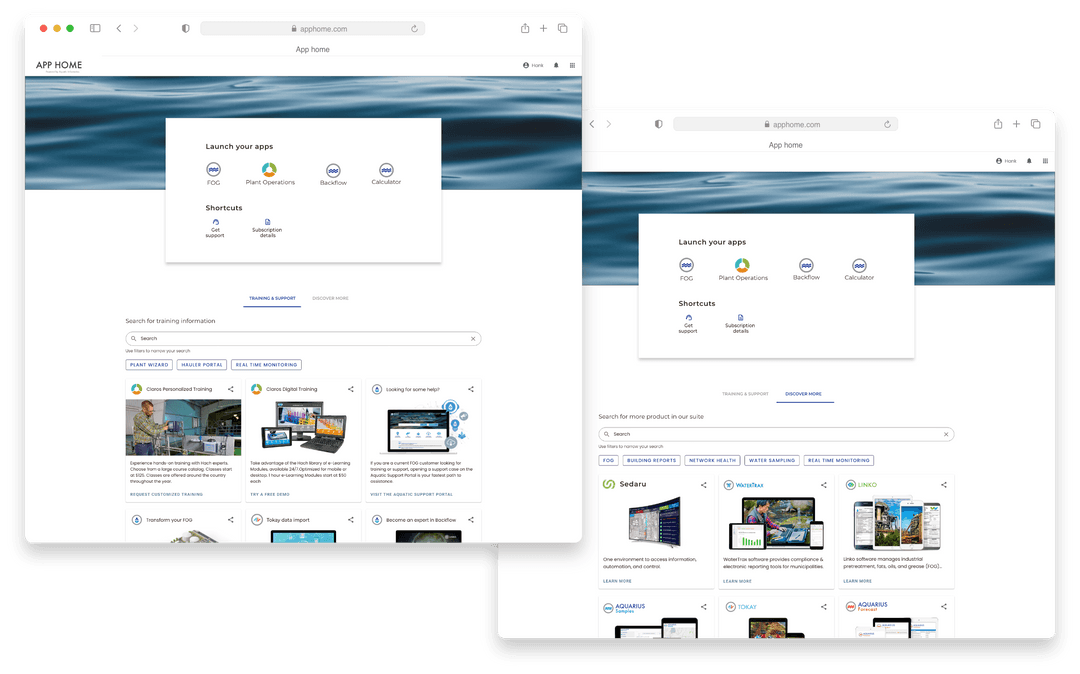 apphome.com
App home
APP HOME
Honk
Launch your apps
FOG
Plant Operations
Backflow
Calculator
Shortcuts
Get
support
Subscription
details
TRAINING & SUPPORT
DISCOVER MORE
Search for training information
Search
Use filters to narrow your search
PLANT WIZARD
HAULER PORTAL
REAL TIME MONITORING
Claros Personalized Training
Claros Digital Training
Looking for some help?
Experience hands-on training with Hach experts.
Choose from a large course catalog. Classes start
at $125. Classes are offered around the country
throughout the year.
REQUEST CUSTOMIZED TRAINING
Take advantage of the Hach library of e-Learning
Modules, available 24/7 Optimised for mobile or
desktop. 1 hour e-Learning Modules start at $50
each
TRY A FREE DEMO
If you are a current FOG customer looking for
training or support, opening a support case on the
Aquatic Support Portal is your fastest path to
assistance.
VISIT THE AQUATIC SUPPORT PORTAL
Transform your FOG
Tokay data import
Become an expert in Backflow
apphome.com
App home
Honk
Launch your apps
FOG
Plant Operations
Backflow
Calculator
Shortcuts
Get
support
Subscription
details
TRAINING & SUPPORT
DISCOVER MORE
Search for more product in our suite
Search
Use filters to narrow your search
FOG
BUILDING REPORTS
NETWORK HEALTH
WATER SAMPLING
REAL TIME MONITORING
Sedaru
WATERTRAX
LINKO
One environment to access information,
automation, and control.
LEARN MORE
WaterTrax software provides compliance &
electronic reporting tools for municipalities.
LEARN MORE
Linko software manages industrial
pretreatment, fats, oils, and grease (FOG)...
LEARN MORE
AQUARIUS
Samples
TOKAY
AQUARIUS
Forecast